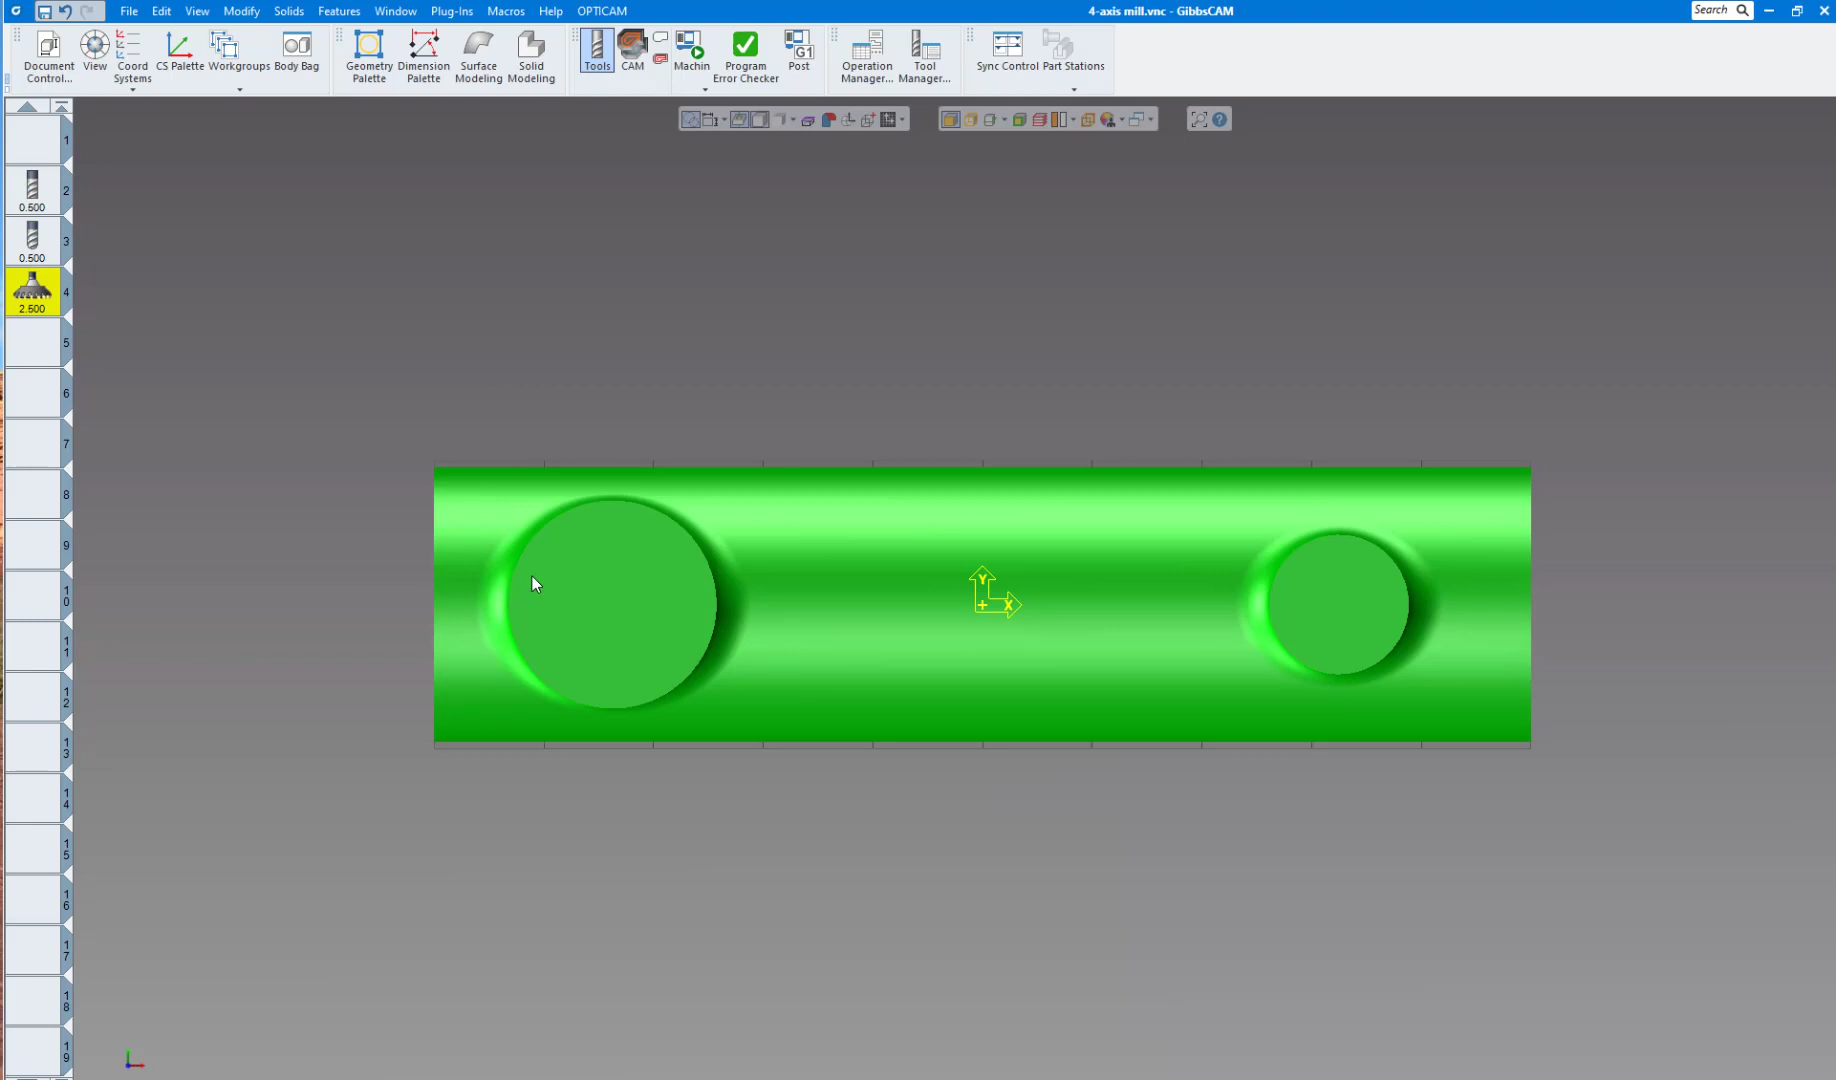 File Edit View Modify Solids Features Window Plug-Ins Macros Help OPTICAM
4-axis mill.vnc - GibbsCAM
Search
Document Control...
View
Coord Systems
CS Palette
Workgroups
Body Bag
Geometry Palette
Dimension Palette
Surface Modeling
Solid Modeling
Tools
CAM
Machin
Program Error Checker
G1
Post
Operation Manager...
Tool Manager...
Sync Control
Part Stations
1
2
0.500
3
0.500
4
2.500
5
6
7
8
9
10
11
12
13
14
15
16
17
18
19
Y
X